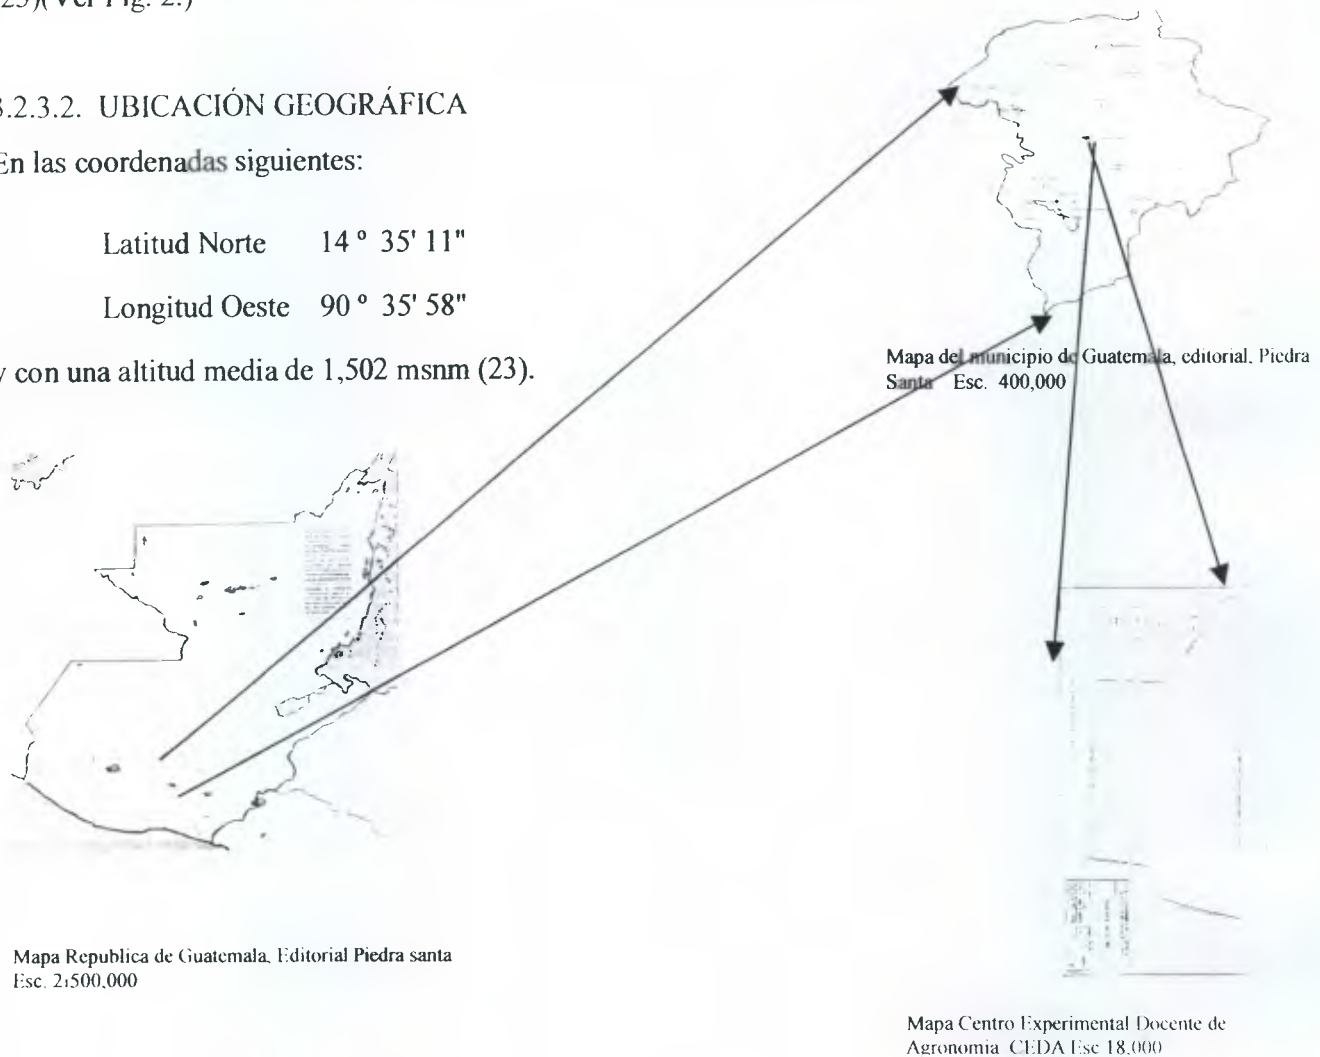 23)(Ver Fig. 2.)
3.2.3.2. UBICACIÓN GEOGRÁFICA
En las coordenadas siguientes:
Latitud Norte 14 º 35' 11"
Longitud Oeste 90 º 35' 58"
y con una altitud media de 1,502 msnm (23).
Mapa del municipio de Guatemala, editorial. Piedra
Santa Esc. 400,000
Mapa Republica de Guatemala, Editorial Piedra santa
Esc. 2:500,000
Mapa Centro Experimental Docente de
Agronomia CEDA Esc 18,000